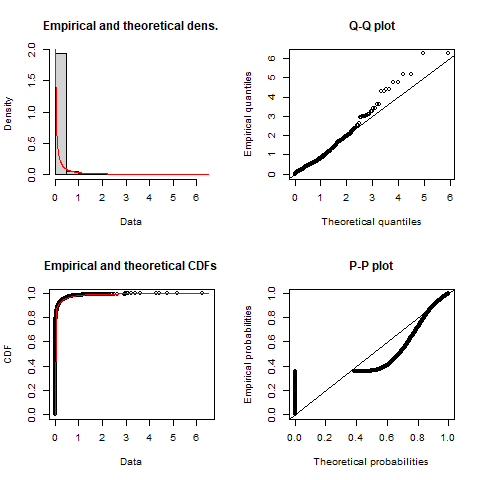 Empirical and theoretical dens.
Density
0.0 0.5 1.0 1.5 2.0
0 1 2 3 4 5 6
Data
Q-Q plot
Empirical quantiles
0 1 2 3 4 5 6
0 1 2 3 4 5 6
Theoretical quantiles
Empirical and theoretical CDFs
CDF
0.0 0.2 0.4 0.6 0.8 1.0
0 1 2 3 4 5 6
Data
P-P plot
Empirical probabilities
0.0 0.2 0.4 0.6 0.8 1.0
0.0 0.2 0.4 0.6 0.8 1.0
Theoretical probabilities